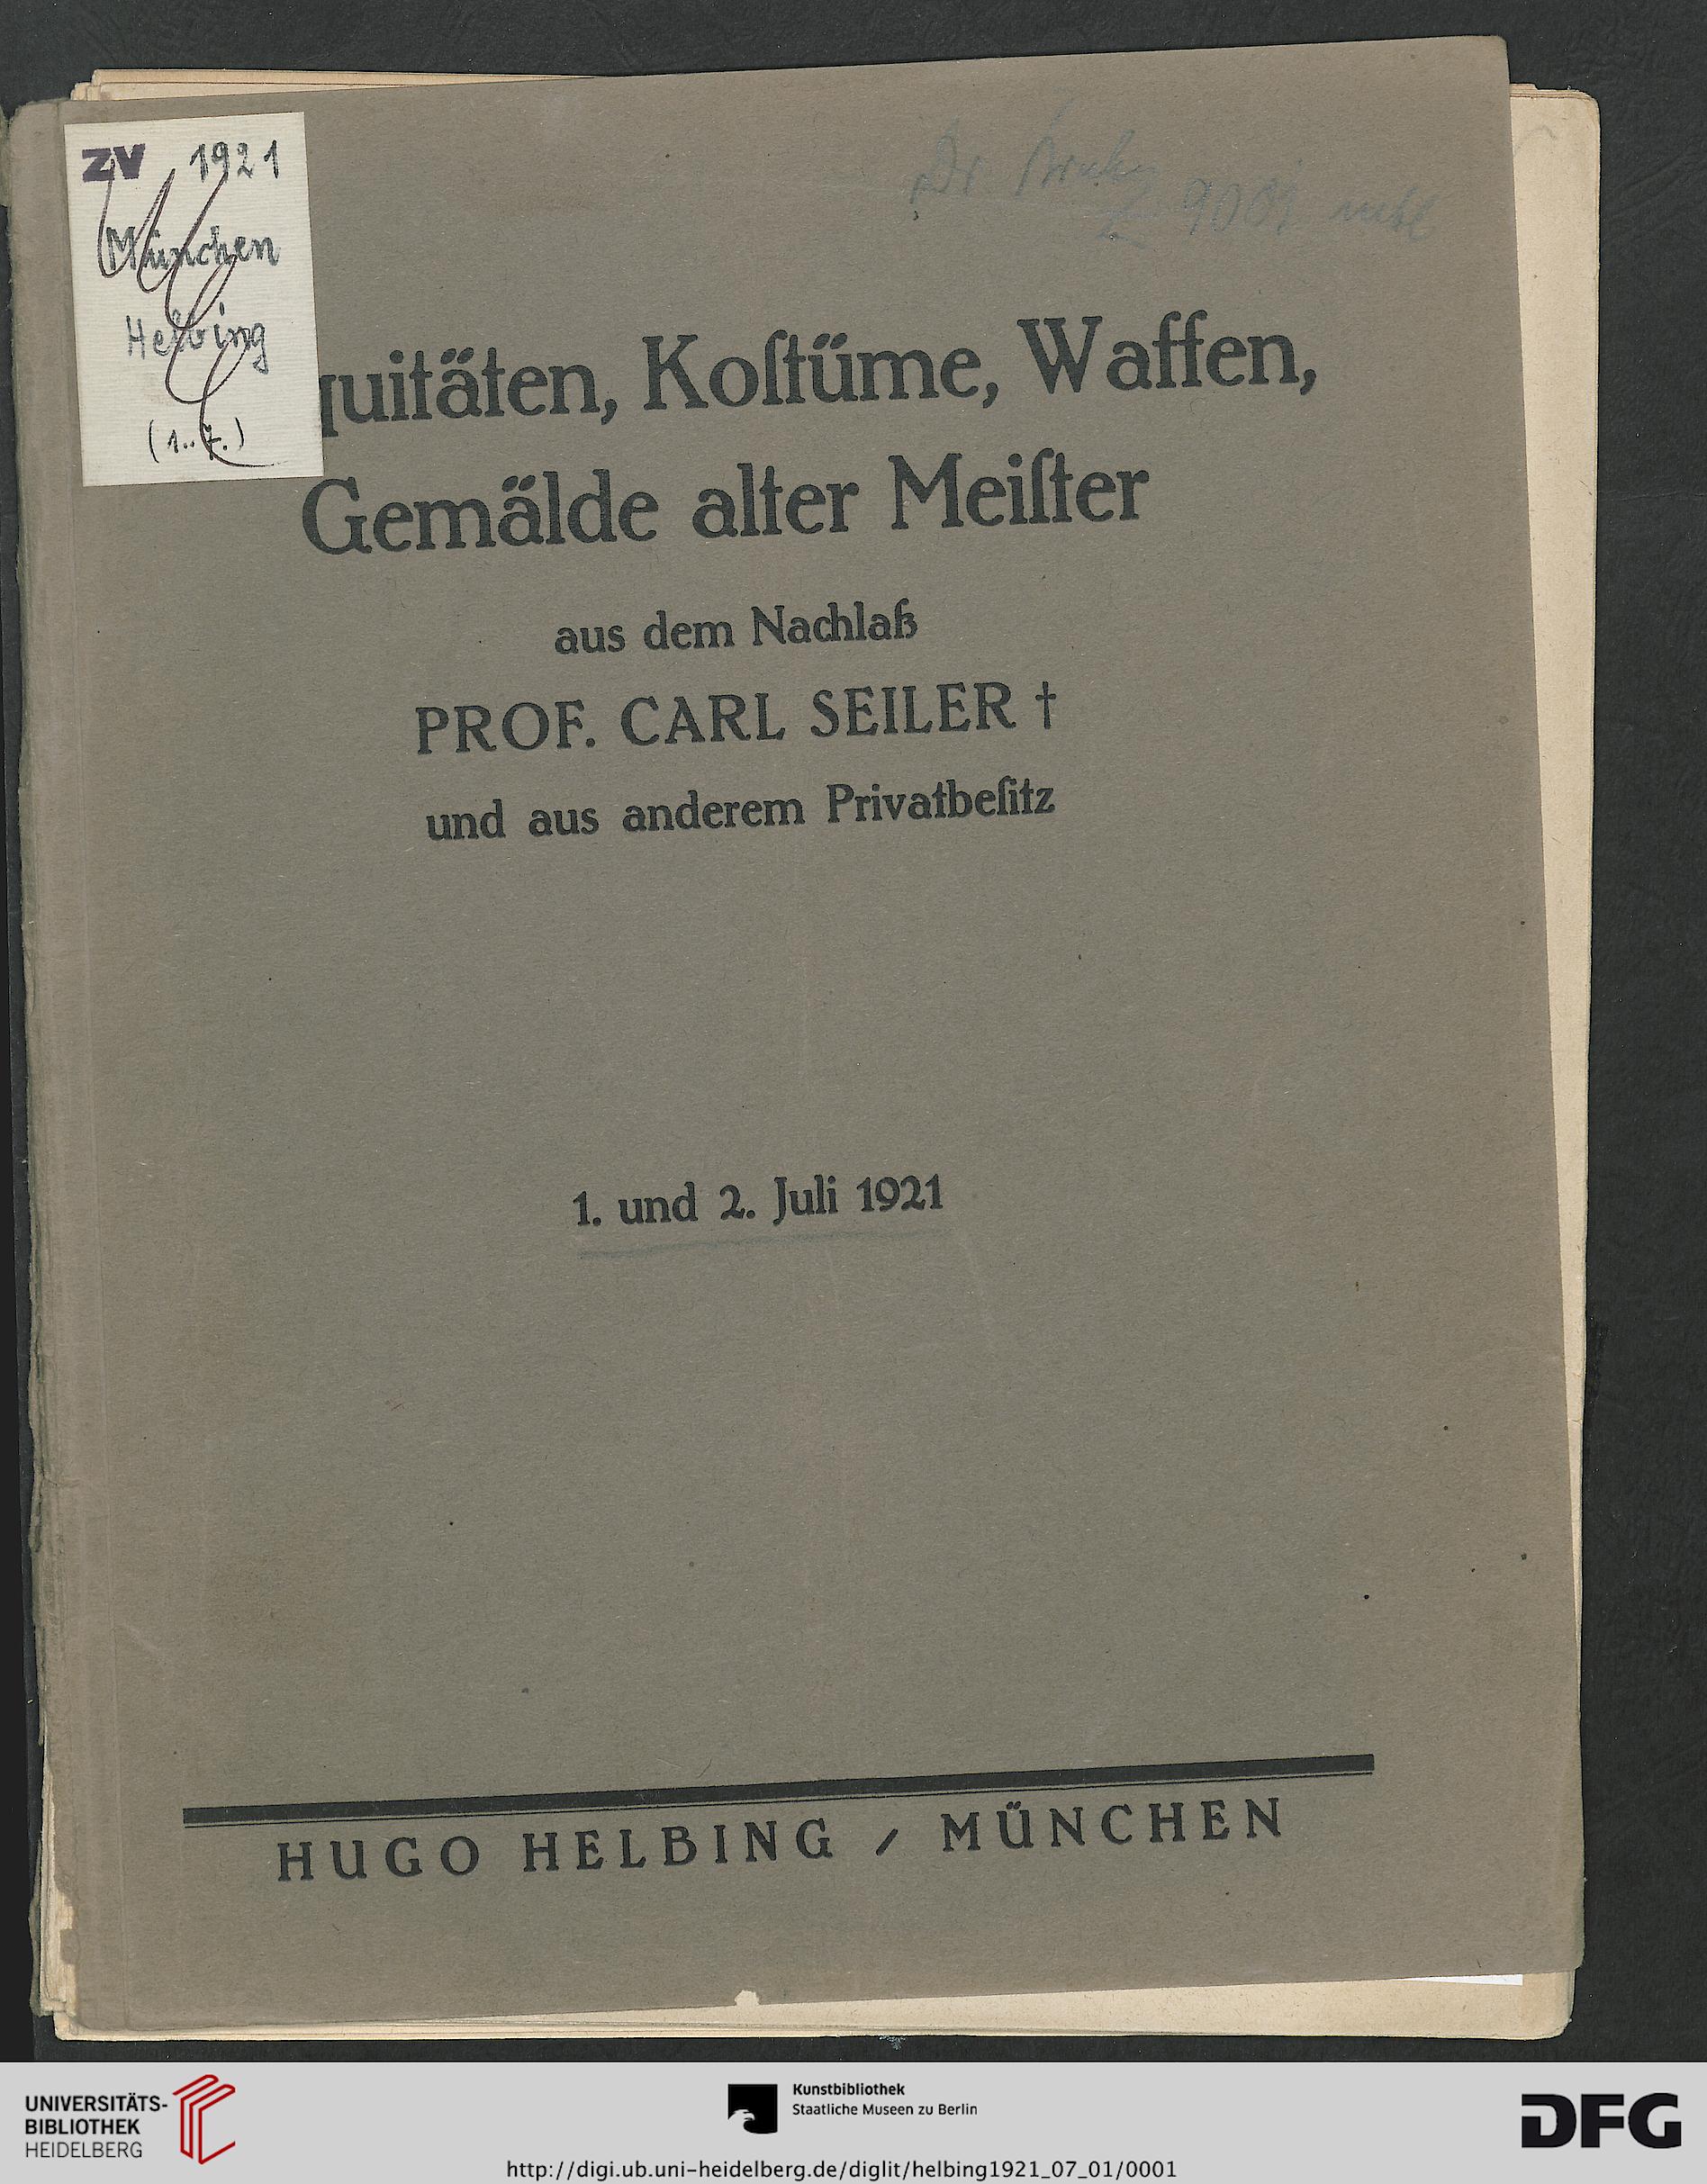 ZV 1921
München
Helbing
(1.-7.)
Dr
quitäten, Koſtüme, Waffen,
Gemälde alter Meiſter
aus dem Nachlaß
PROF. CARL SEILER †
und aus anderem Privatbeſitz
1. und 2. Juli 1921
HUGO HELBING / MÜNCHEN
UNIVERSITÄTS-
BIBLIOTHEK
HEIDELBERG
Kunstbibliothek
Staatliche Museen zu Berlin
DFG
http://digi.ub.uni-heidelberg.de/diglit/helbing1921_07_01/0001